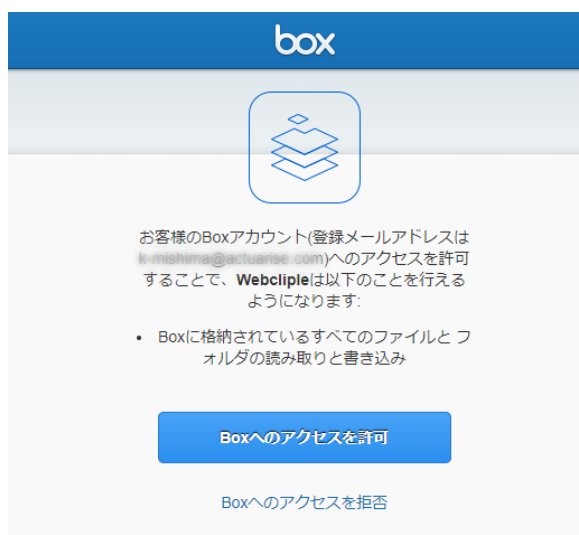 box
お客様のBoxアカウント(登録メールアドレスは
)へのアクセスを許可
することで、Webclipleは以下のことを行える
ようになります:
• Boxに格納されているすべてのファイルと フ
ォルダの読み取りと書き込み
Boxへのアクセスを許可
Boxへのアクセスを拒否